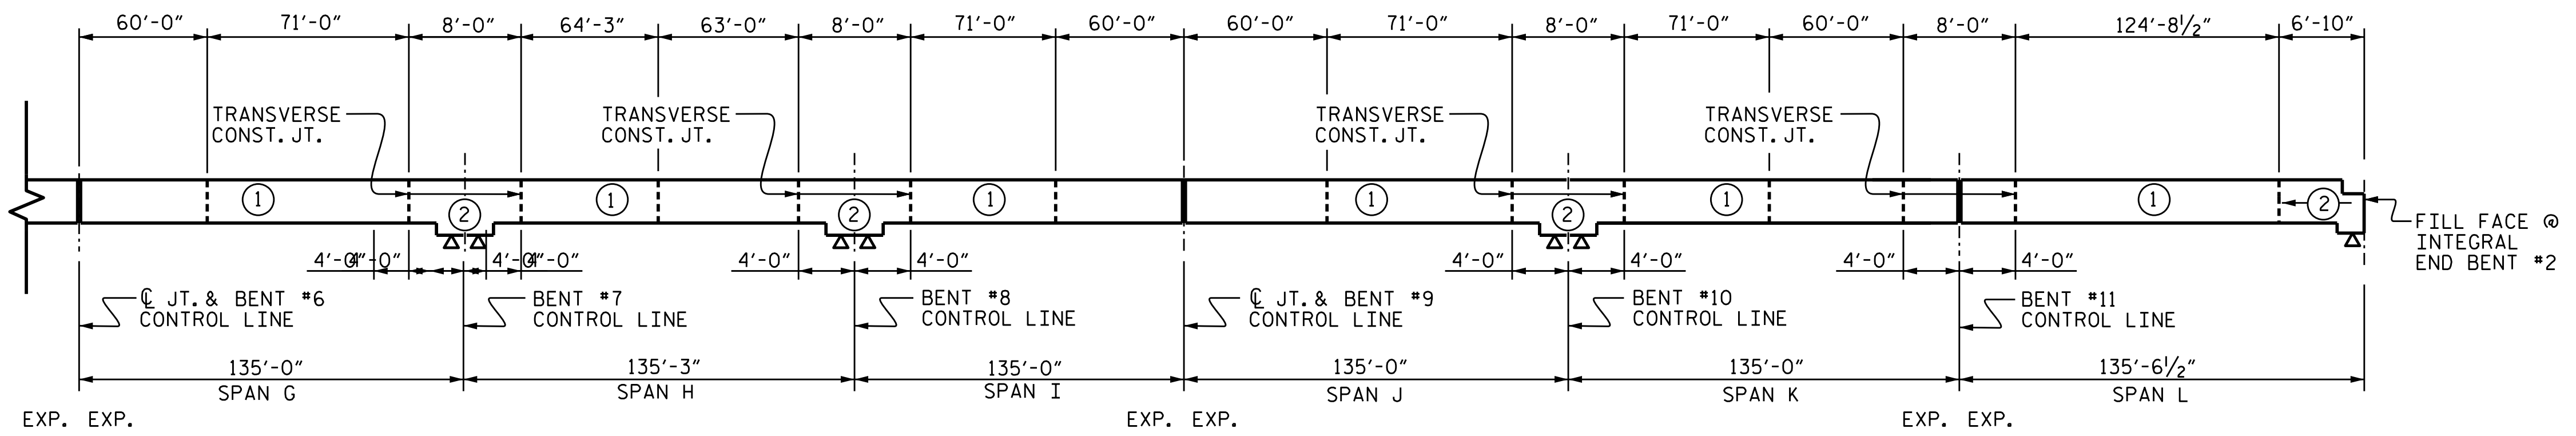 60'-0" 71'-0" 8'-0" 64'-3" 63'-0" 8'-0" 71'-0" 60'-0" 60'-0" 71'-0" 8'-0" 71'-0" 60'-0" 8'-0" 124'-8½" 6'-10"
TRANSVERSE
CONST. JT.
TRANSVERSE
CONST. JT.
TRANSVERSE
CONST. JT.
TRANSVERSE
CONST. JT.
1 2 1 2 1 1 2 1 1 2
FILL FACE @
INTEGRAL
END BENT #2
4'-0" 4'-0" 4'-0" 4'-0" 4'-0" 4'-0" 4'-0" 4'-0" 4'-0" 4'-0"
℄ JT. & BENT #6
CONTROL LINE
BENT #7
CONTROL LINE
BENT #8
CONTROL LINE
℄ JT. & BENT #9
CONTROL LINE
BENT #10
CONTROL LINE
BENT #11
CONTROL LINE
135'-0" 135'-3" 135'-0" 135'-0" 135'-0" 135'-6½"
SPAN G SPAN H SPAN I SPAN J SPAN K SPAN L
EXP. EXP. EXP. EXP. EXP. EXP.